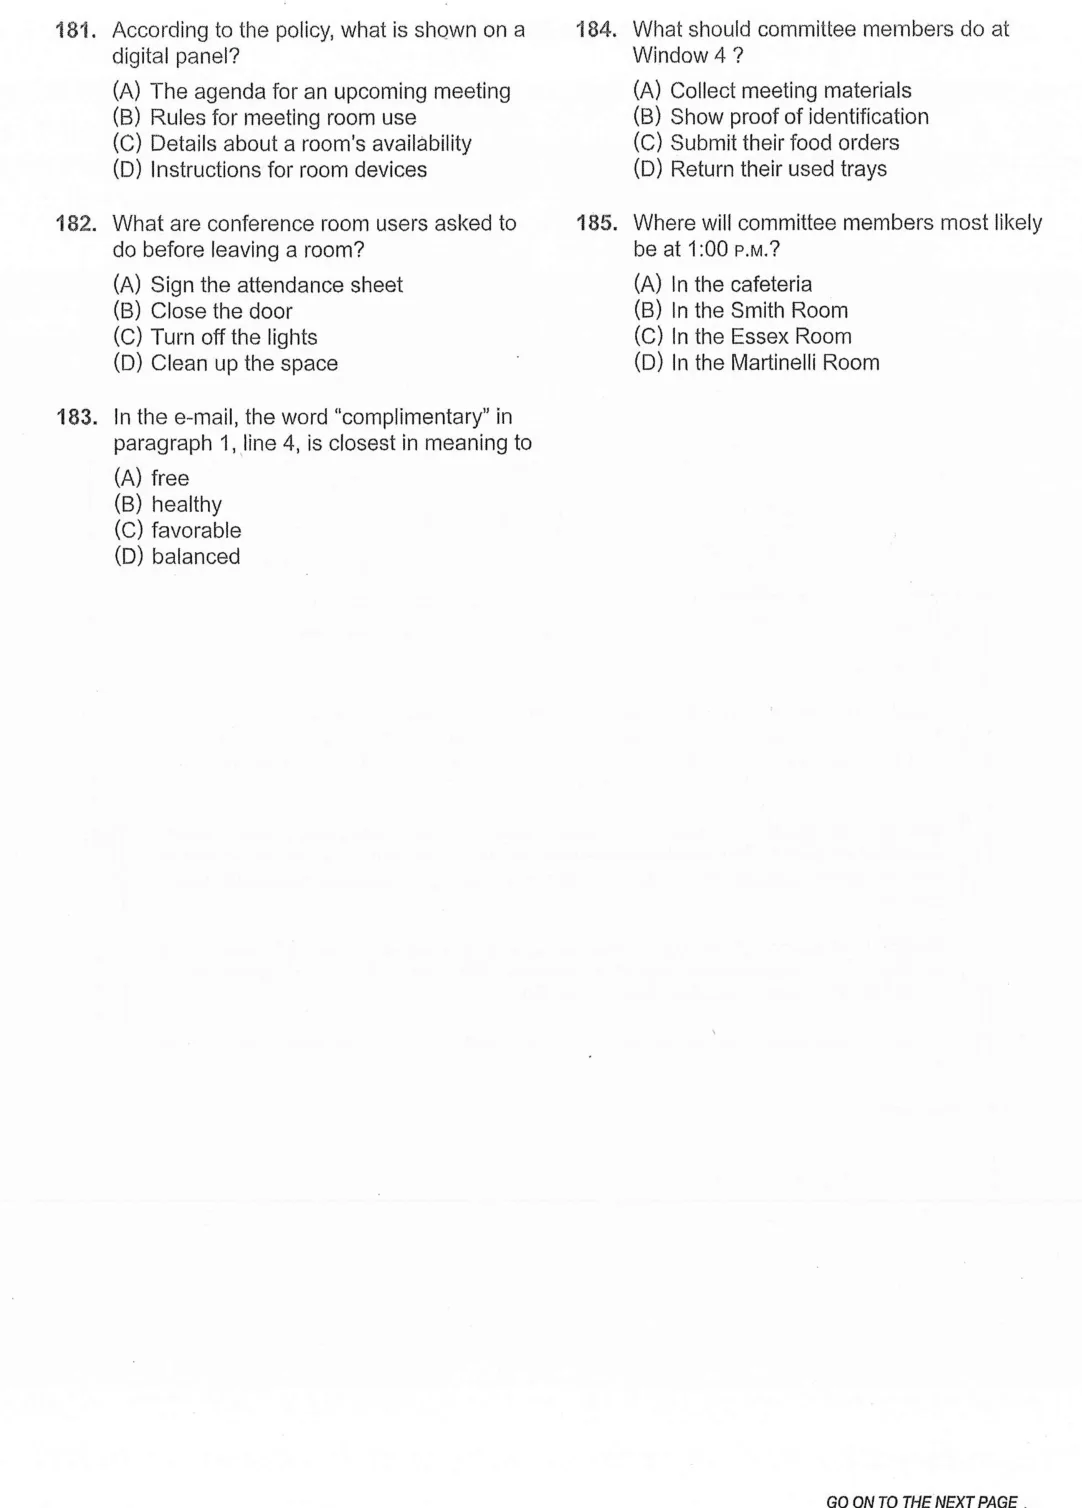 181. According to the policy, what is shown on a
digital panel?
(A) The agenda for an upcoming meeting
(B) Rules for meeting room use
(C) Details about a room's availability
(D) Instructions for room devices
182. What are conference room users asked to
do before leaving a room?
(A) Sign the attendance sheet
(B) Close the door
(C) Turn off the lights
(D) Clean up the space
183. In the e-mail, the word “complimentary” in
paragraph 1, line 4, is closest in meaning to
(A) free
(B) healthy
(C) favorable
(D) balanced
184. What should committee members do at
Window 4 ?
(A) Collect meeting materials
(B) Show proof of identification
(C) Submit their food orders
(D) Return their used trays
185. Where will committee members most likely
be at 1:00 P.M.?
(A) In the cafeteria
(B) In the Smith Room
(C) In the Essex Room
(D) In the Martinelli Room
GO ON TO THE NEXT PAGE